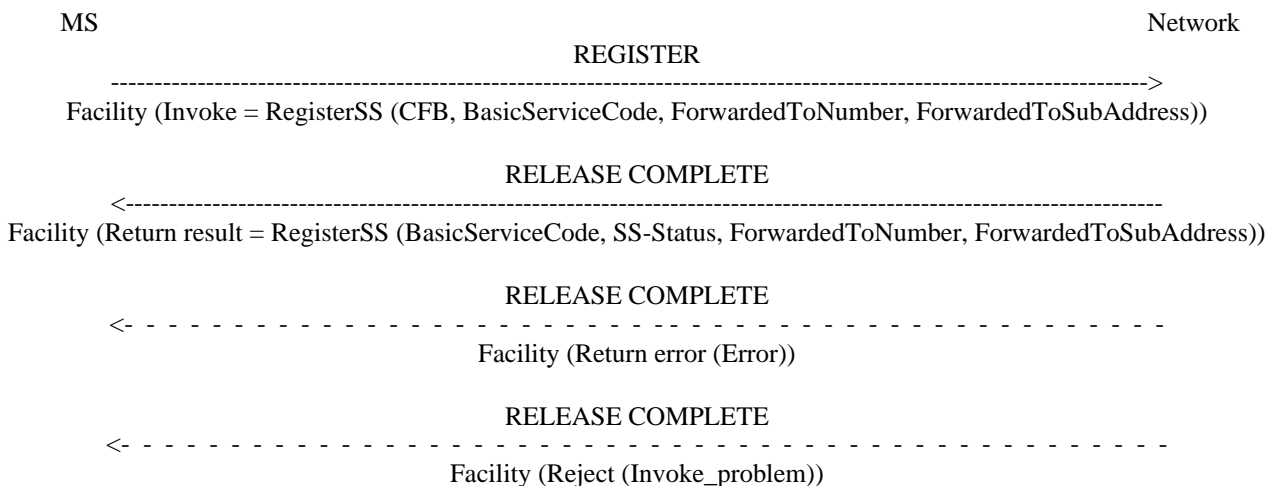 MS Network
REGISTER
------------------------------------------------------------------------------------------------------------------------>
Facility (Invoke = RegisterSS (CFB, BasicServiceCode, ForwardedToNumber, ForwardedToSubAddress))
RELEASE COMPLETE
<------------------------------------------------------------------------------------------------------------------------
Facility (Return result = RegisterSS (BasicServiceCode, SS-Status, ForwardedToNumber, ForwardedToSubAddress))
RELEASE COMPLETE
<- - - - - - - - - - - - - - - - - - - - - - - - - - - - - - - - - - - - - - - - - - - - - - - - - - - - - -
Facility (Return error (Error))
RELEASE COMPLETE
<- - - - - - - - - - - - - - - - - - - - - - - - - - - - - - - - - - - - - - - - - - - - - - - - - - - - - -
Facility (Reject (Invoke_problem))